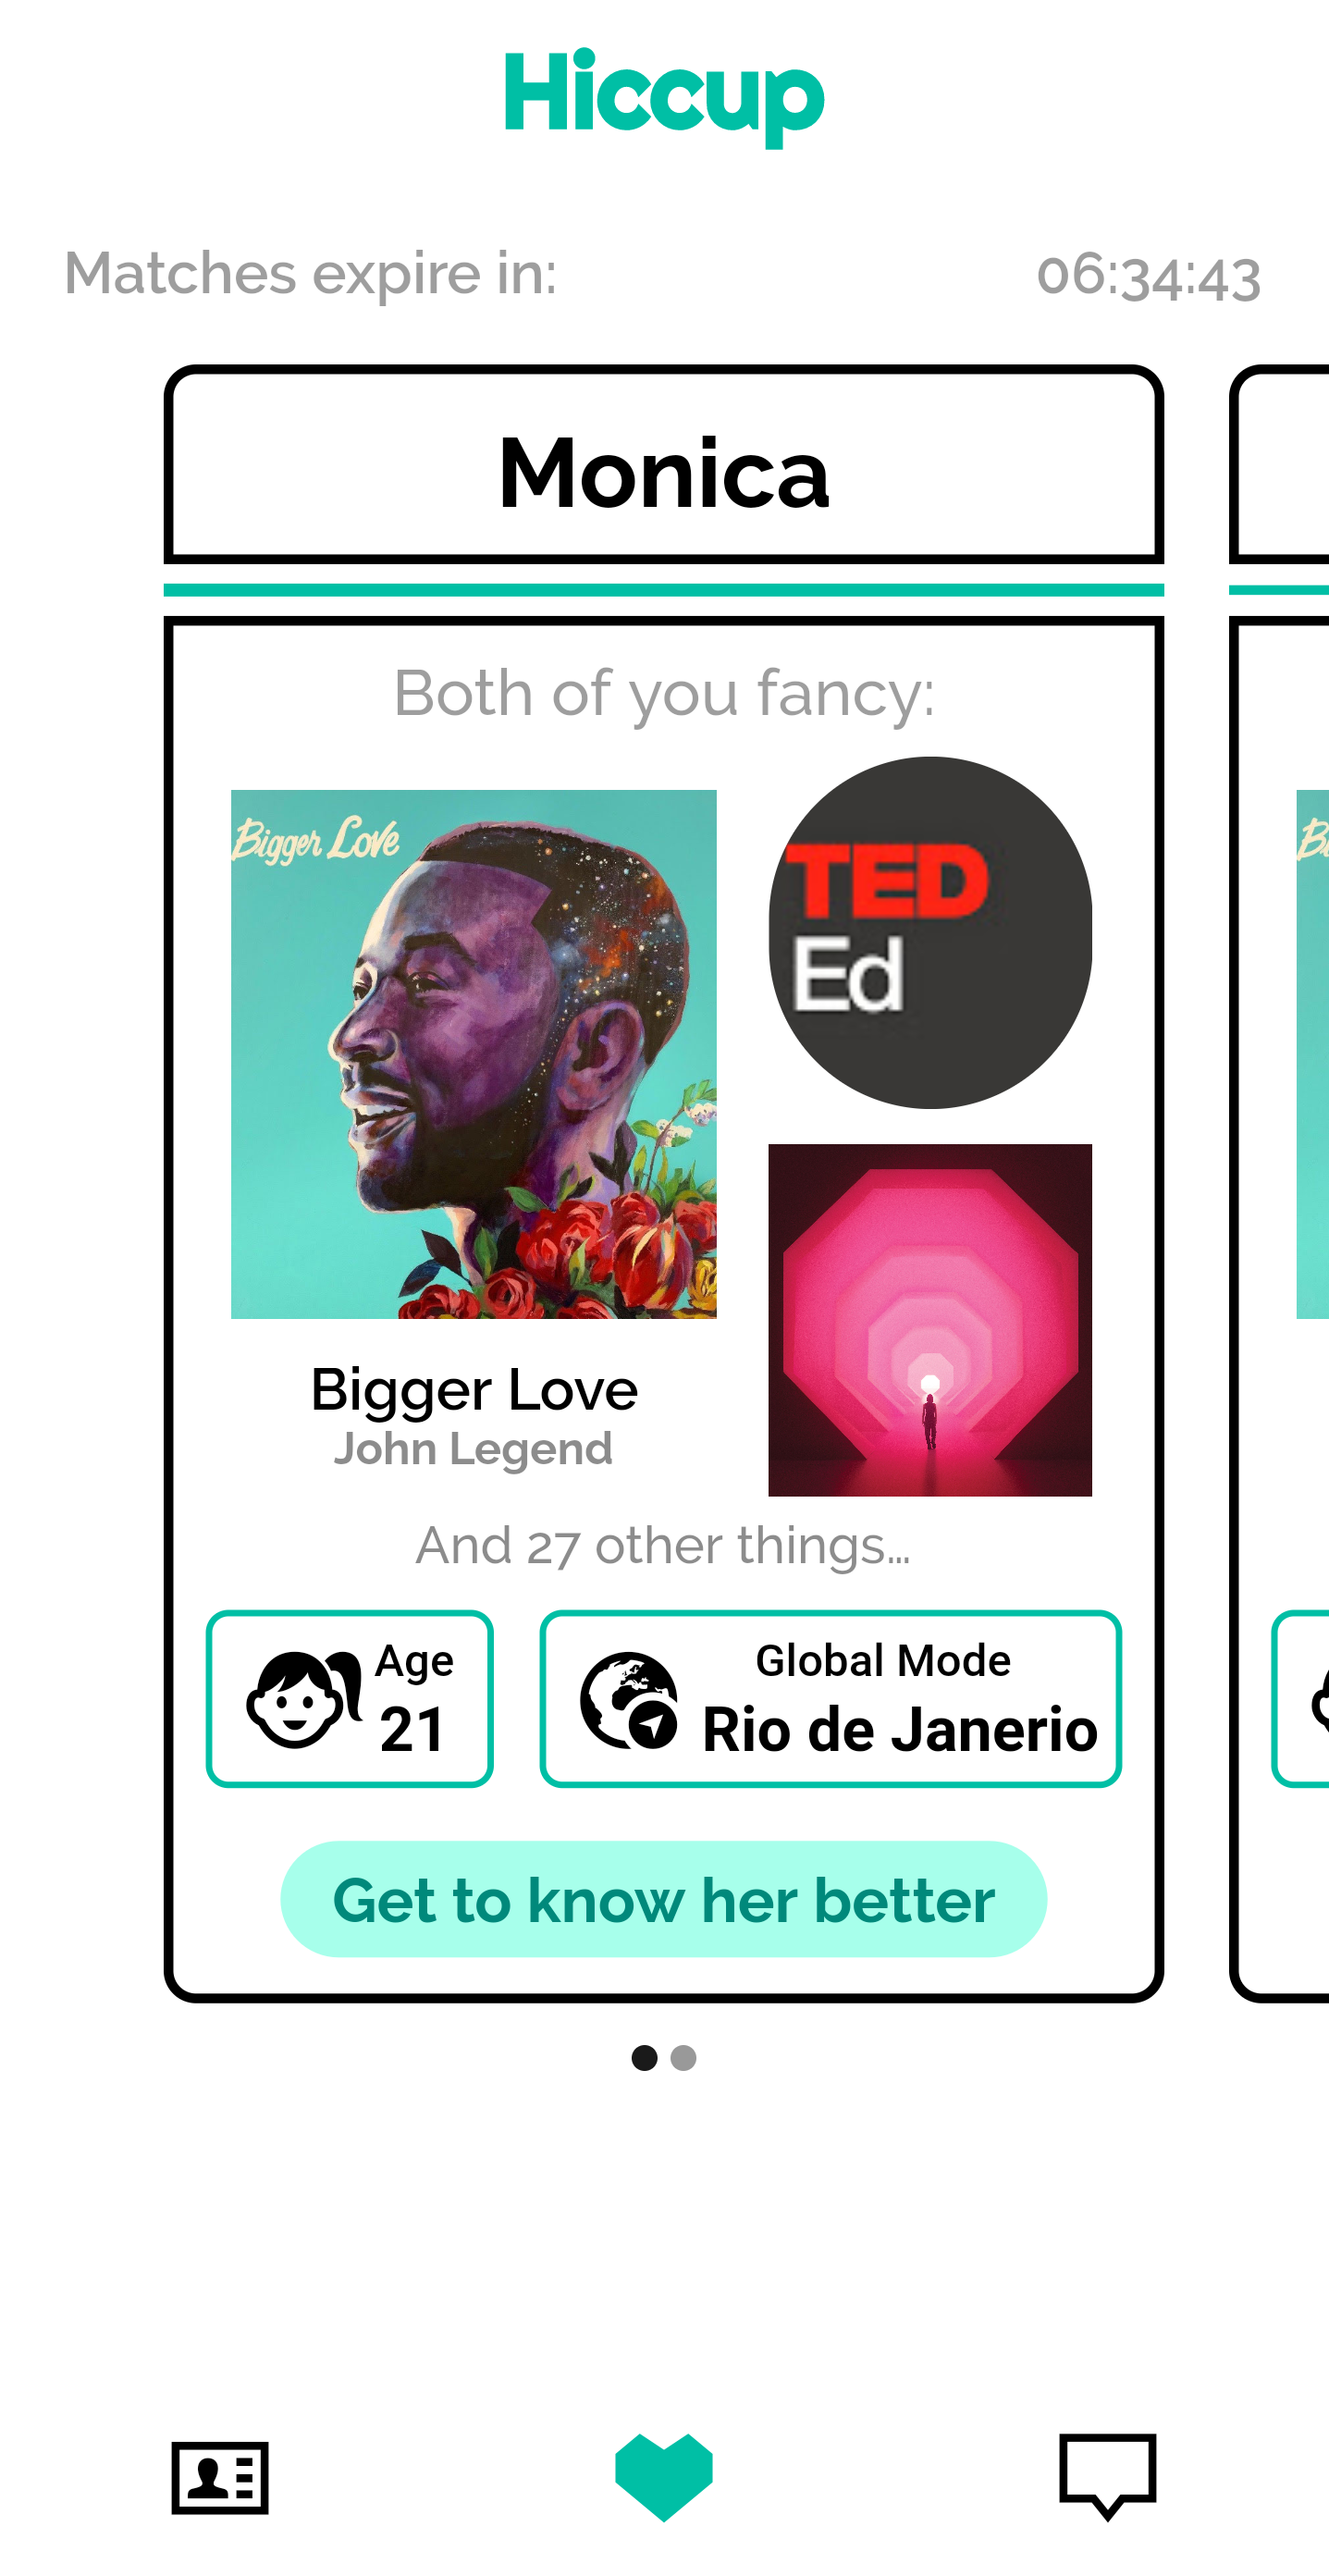 Hiccup
Matches expire in:
06:34:43
Monica
Both of you fancy:
Bigger Love
TED
Ed
Bigger Love
John Legend
And 27 other things...
Age
21
Global Mode
Rio de Janerio
Get to know her better